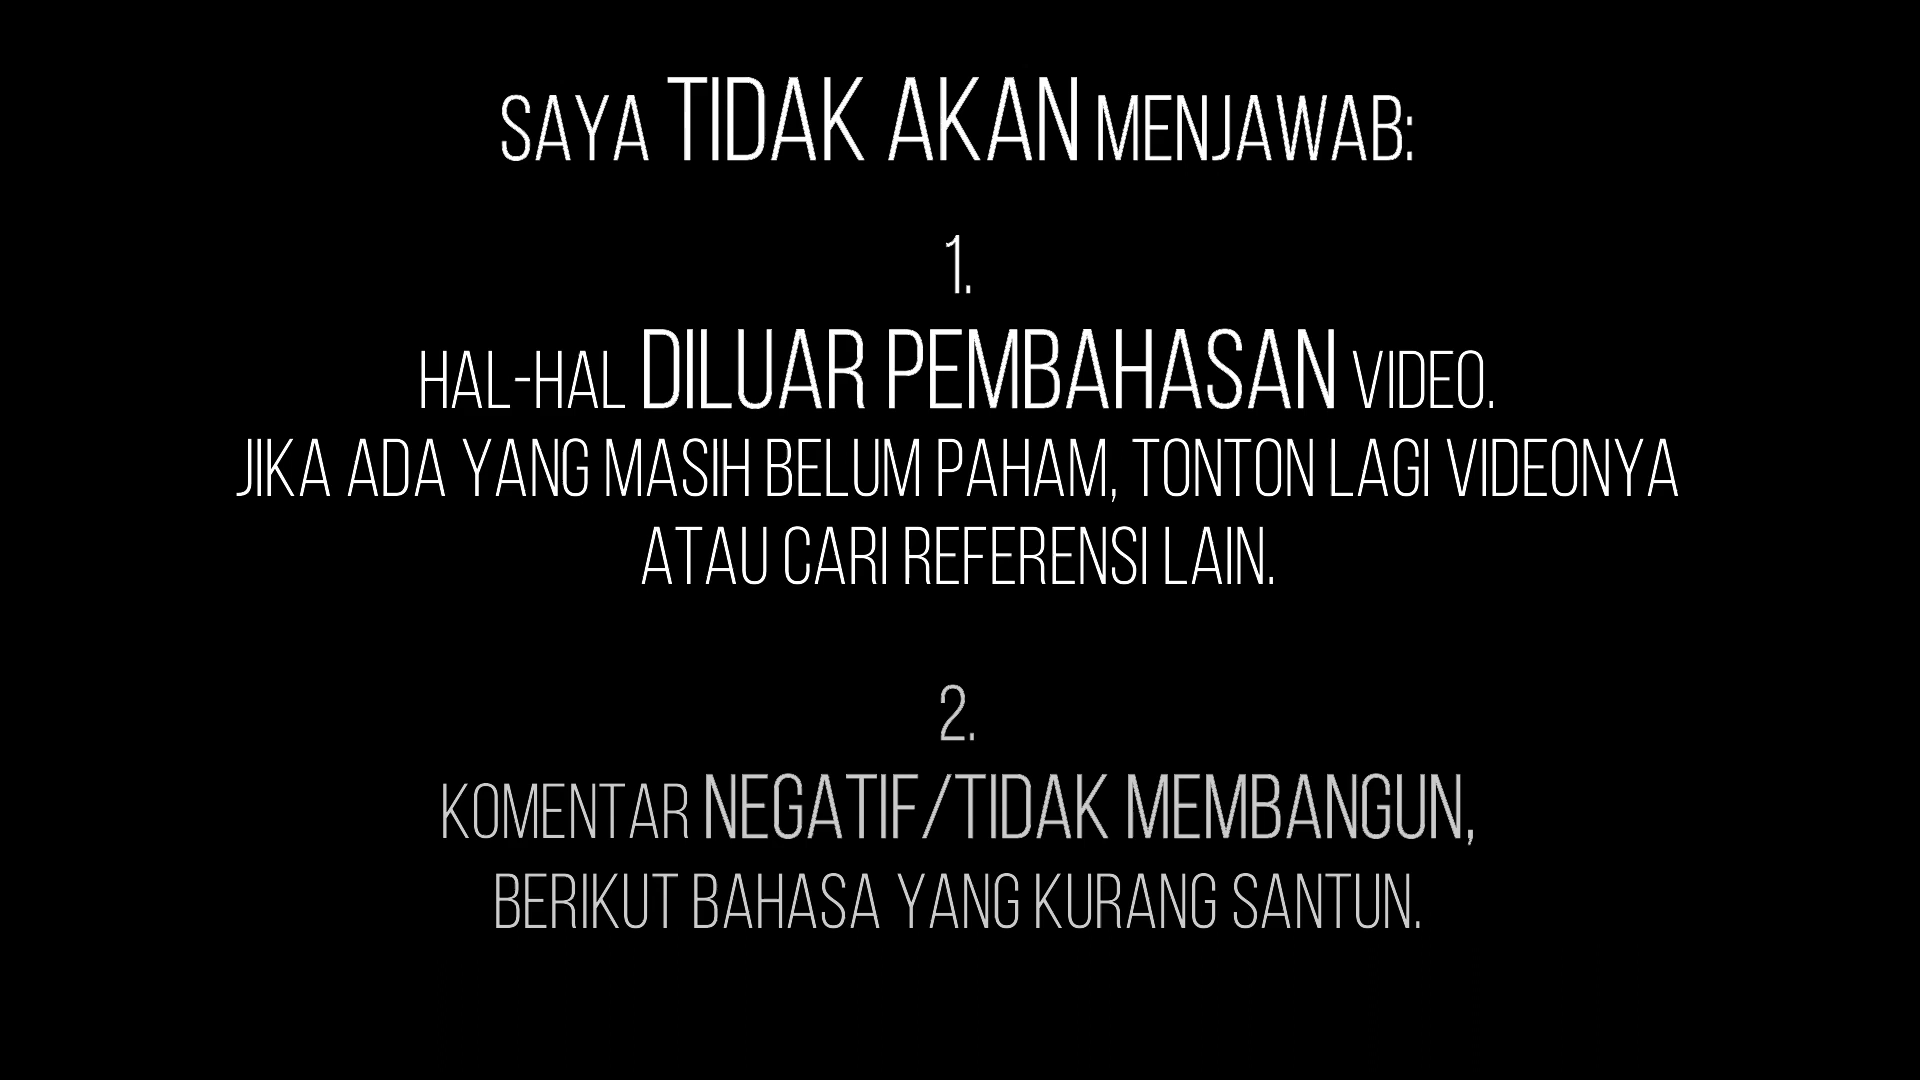 SAYA TIDAK AKAN MENJAWAB:
1.
HAL-HAL DILUAR PEMBAHASAN VIDEO.
JIKA ADA YANG MASIH BELUM PAHAM, TONTON LAGI VIDEONYA
ATAU CARI REFERENSI LAIN.
2.
KOMENTAR NEGATIF/TIDAK MEMBANGUN,
BERIKUT BAHASA YANG KURANG SANTUN.